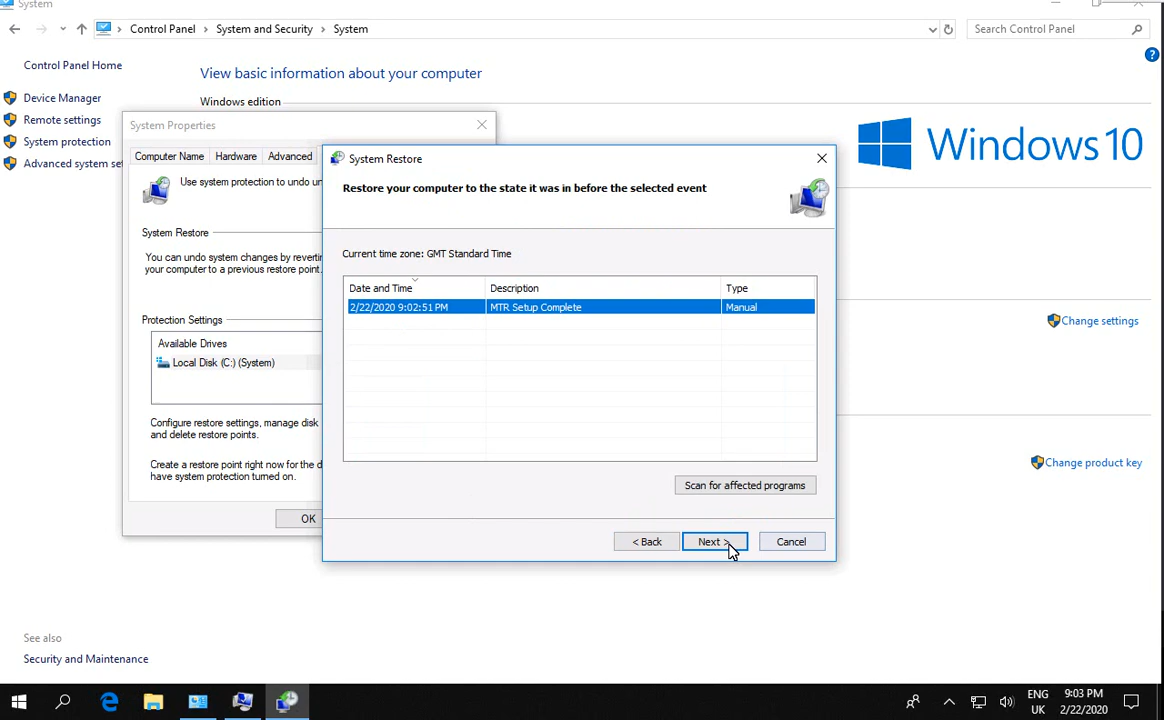 System
Control Panel > System and Security > System
Search Control Panel
Control Panel Home
Device Manager
Remote settings
System protection
Advanced system set
View basic information about your computer
Windows edition
Windows 10
Change settings
Change product key
System Properties
Computer Name
Hardware
Advanced
Use system protection to undo un
System Restore
You can undo system changes by reverti
your computer to a previous restore point.
Protection Settings
Available Drives
Local Disk (C:) (System)
Configure restore settings, manage disk
and delete restore points.
Create a restore point right now for the d
have system protection turned on.
OK
System Restore
Restore your computer to the state it was in before the selected event
Current time zone: GMT Standard Time
Date and Time Description Type
2/22/2020 9:02:51 PM MTR Setup Complete Manual
Scan for affected programs
< Back Next > Cancel
See also
Security and Maintenance
ENG
UK
9:03 PM
2/22/2020